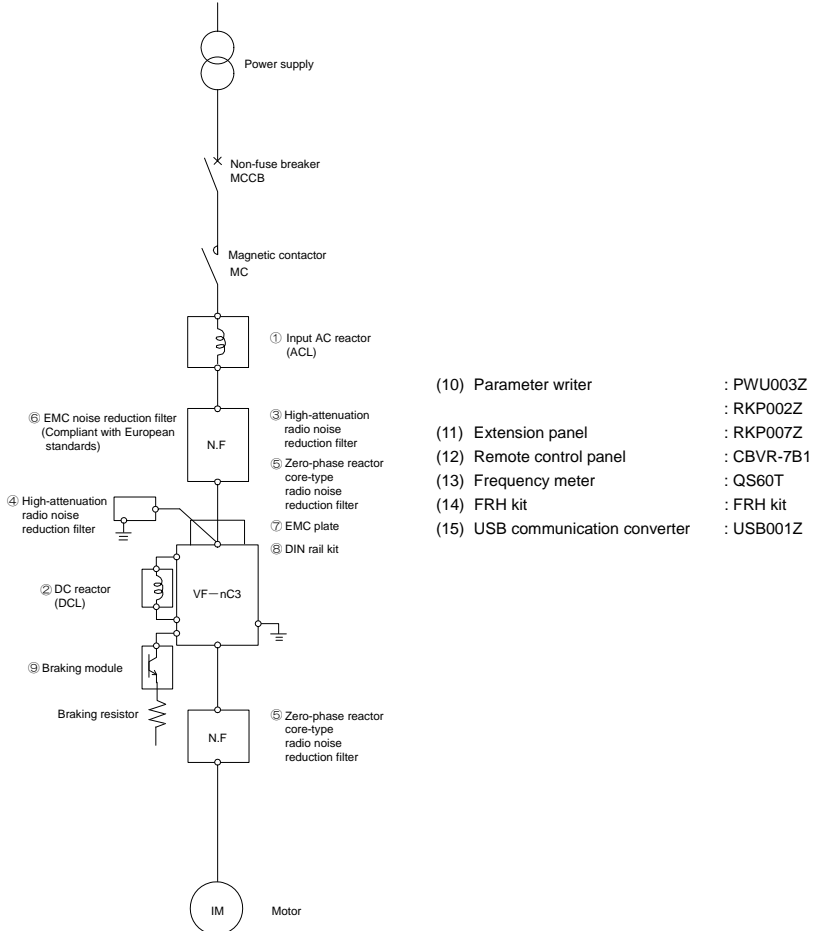 Power supply
Non-fuse breaker
MCCB
Magnetic contactor
MC
① Input AC reactor
(ACL)
⑥ EMC noise reduction filter
(Compliant with European
standards)
N.F
③ High-attenuation
radio noise
reduction filter
⑤ Zero-phase reactor
core-type
radio noise
reduction filter
④ High-attenuation
radio noise
reduction filter
⑦ EMC plate
⑧ DIN rail kit
② DC reactor
(DCL)
VF－nC3
⑨ Braking module
Braking resistor
N.F
⑤ Zero-phase reactor
core-type
radio noise
reduction filter
IM
Motor
(10) Parameter writer : PWU003Z
: RKP002Z
(11) Extension panel : RKP007Z
(12) Remote control panel : CBVR-7B1
(13) Frequency meter : QS60T
(14) FRH kit : FRH kit
(15) USB communication converter : USB001Z